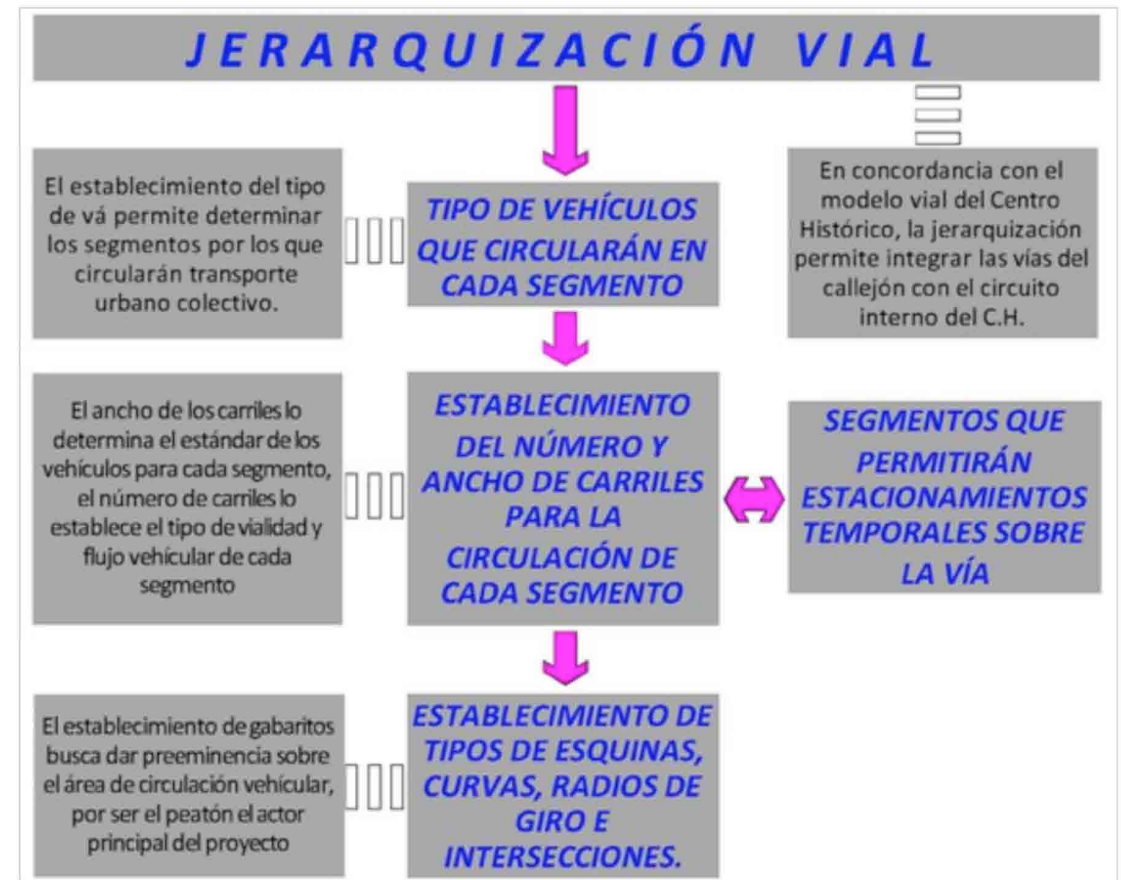 JERARQUIZACIÓN VIAL
El establecimiento del tipo
de vá permite determinar
los segmentos por los que
circularán transporte
urbano colectivo.
TIPO DE VEHÍCULOS
QUE CIRCULARÁN EN
CADA SEGMENTO
En concordancia con el
modelo vial del Centro
Histórico, la jerarquización
permite integrar las vías del
callejón con el circuito
interno del C.H.
El ancho de los carriles lo
determina el estándar de los
vehículos para cada segmento,
el número de carriles lo
establece el tipo de vialidad y
flujo vehícular de cada
segmento
ESTABLECIMIENTO
DEL NÚMERO Y
ANCHO DE CARRILES
PARA LA
CIRCULACIÓN DE
CADA SEGMENTO
SEGMENTOS QUE
PERMITIRÁN
ESTACIONAMIENTOS
TEMPORALES SOBRE
LA VÍA
El establecimiento de gabaritos
busca dar preeminencia sobre
el área de circulación vehícular,
por ser el peatón el actor
principal del proyecto
ESTABLECIMIENTO DE
TIPOS DE ESQUINAS,
CURVAS, RADIOS DE
GIRO E
INTERSECCIONES.